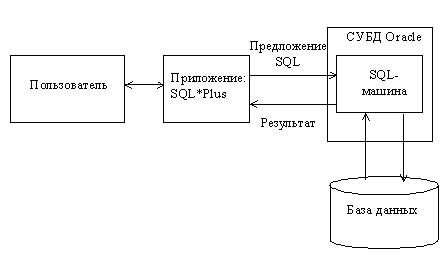 Пользователь
Приложение:
SQL*Plus
Предложение
SQL
Результат
СУБД Oracle
SQL-
машина
База данных